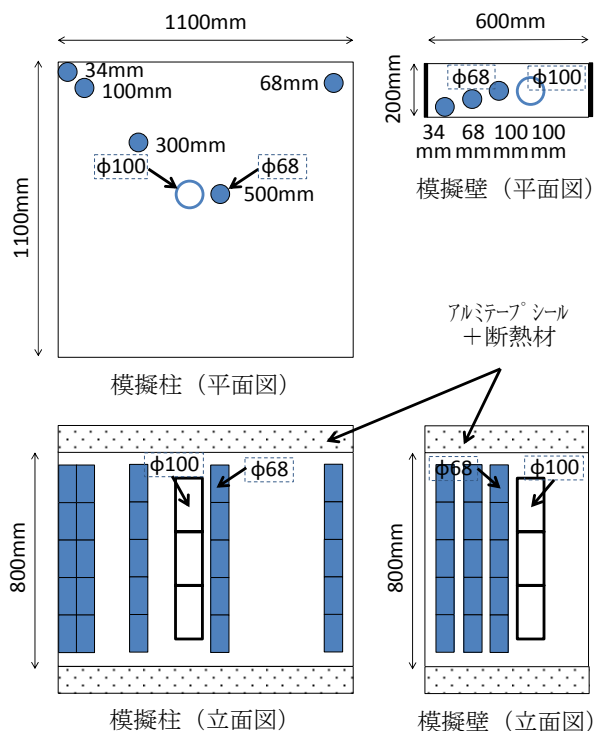 1100mm
600mm
34mm
100mm
68mm
300mm
φ100
φ68
500mm
1100mm
模擬柱（平面図）
200mm
φ68
φ100
34
mm
68
mm
100
mm
100
mm
模擬壁（平面図）
アルミテープシール
＋断熱材
φ100
φ68
800mm
模擬柱（立面図）
φ68
φ100
800mm
模擬壁（立面図）